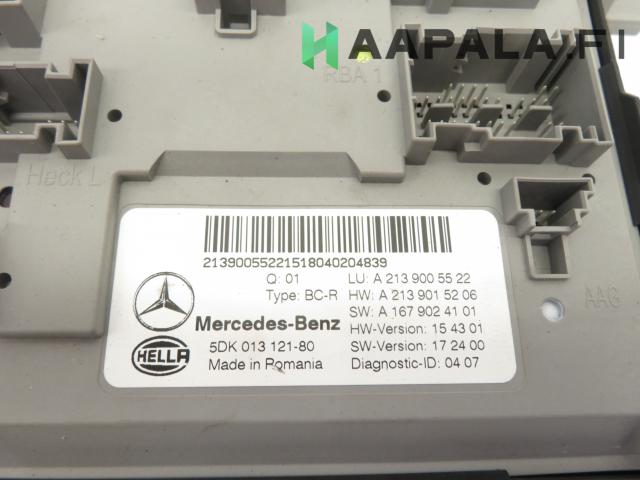 HAAPALA.FI
RBA 1
Heck L
21390055221518040204839
Q: 01 LU: A 213 900 55 22
Type: BC-R HW: A 213 901 52 06
SW: A 167 902 41 01
Mercedes-Benz HW-Version: 15 43 01
HELLA 5DK 013 121-80 SW-Version: 17 24 00
Made in Romania Diagnostic-ID: 04 07
AAG